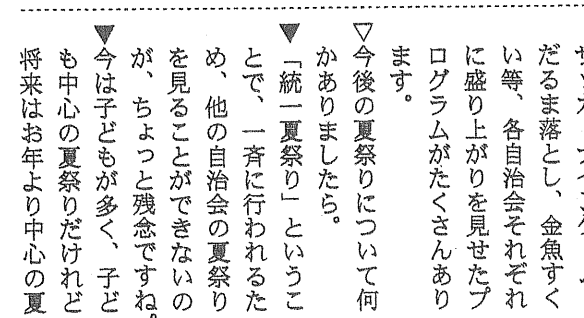 だるま落とし、金魚すく
い等、各自治会それぞれ
に盛り上がりを見せたプ
ログラムがたくさんあり
ます。
▽今後の夏祭りについて何
かありましたら。
▼「統一夏祭り」というこ
とで、一斉に行われるた
め、他の自治会の夏祭り
を見ることができないの
が、ちょっと残念ですね。
▼今は子どもが多く、子ど
も中心の夏祭りだけれど
将来はお年より中心の夏